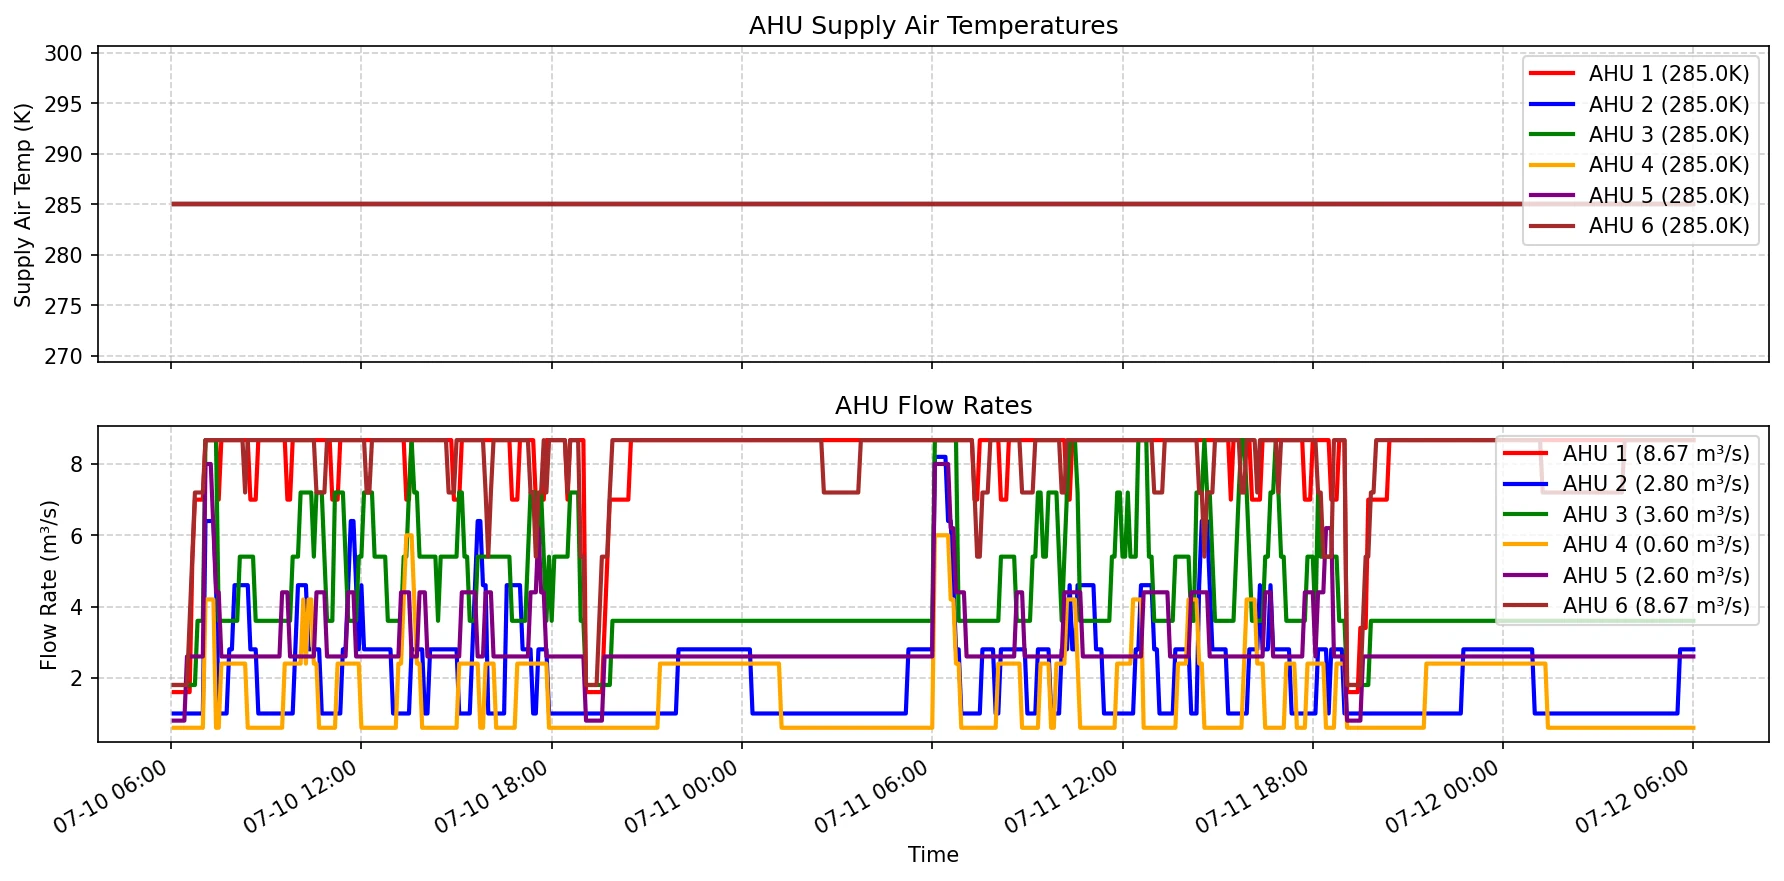 AHU Supply Air Temperatures
Supply Air Temp (K)
300
295
290
285
280
275
270
AHU 1 (285.0K)
AHU 2 (285.0K)
AHU 3 (285.0K)
AHU 4 (285.0K)
AHU 5 (285.0K)
AHU 6 (285.0K)
AHU Flow Rates
Flow Rate (m³/s)
8
6
4
2
AHU 1 (8.67 m³/s)
AHU 2 (2.80 m³/s)
AHU 3 (3.60 m³/s)
AHU 4 (0.60 m³/s)
AHU 5 (2.60 m³/s)
AHU 6 (8.67 m³/s)
07-10 06:00
07-10 12:00
07-10 18:00
07-11 00:00
07-11 06:00
07-11 12:00
07-11 18:00
07-12 00:00
07-12 06:00
Time